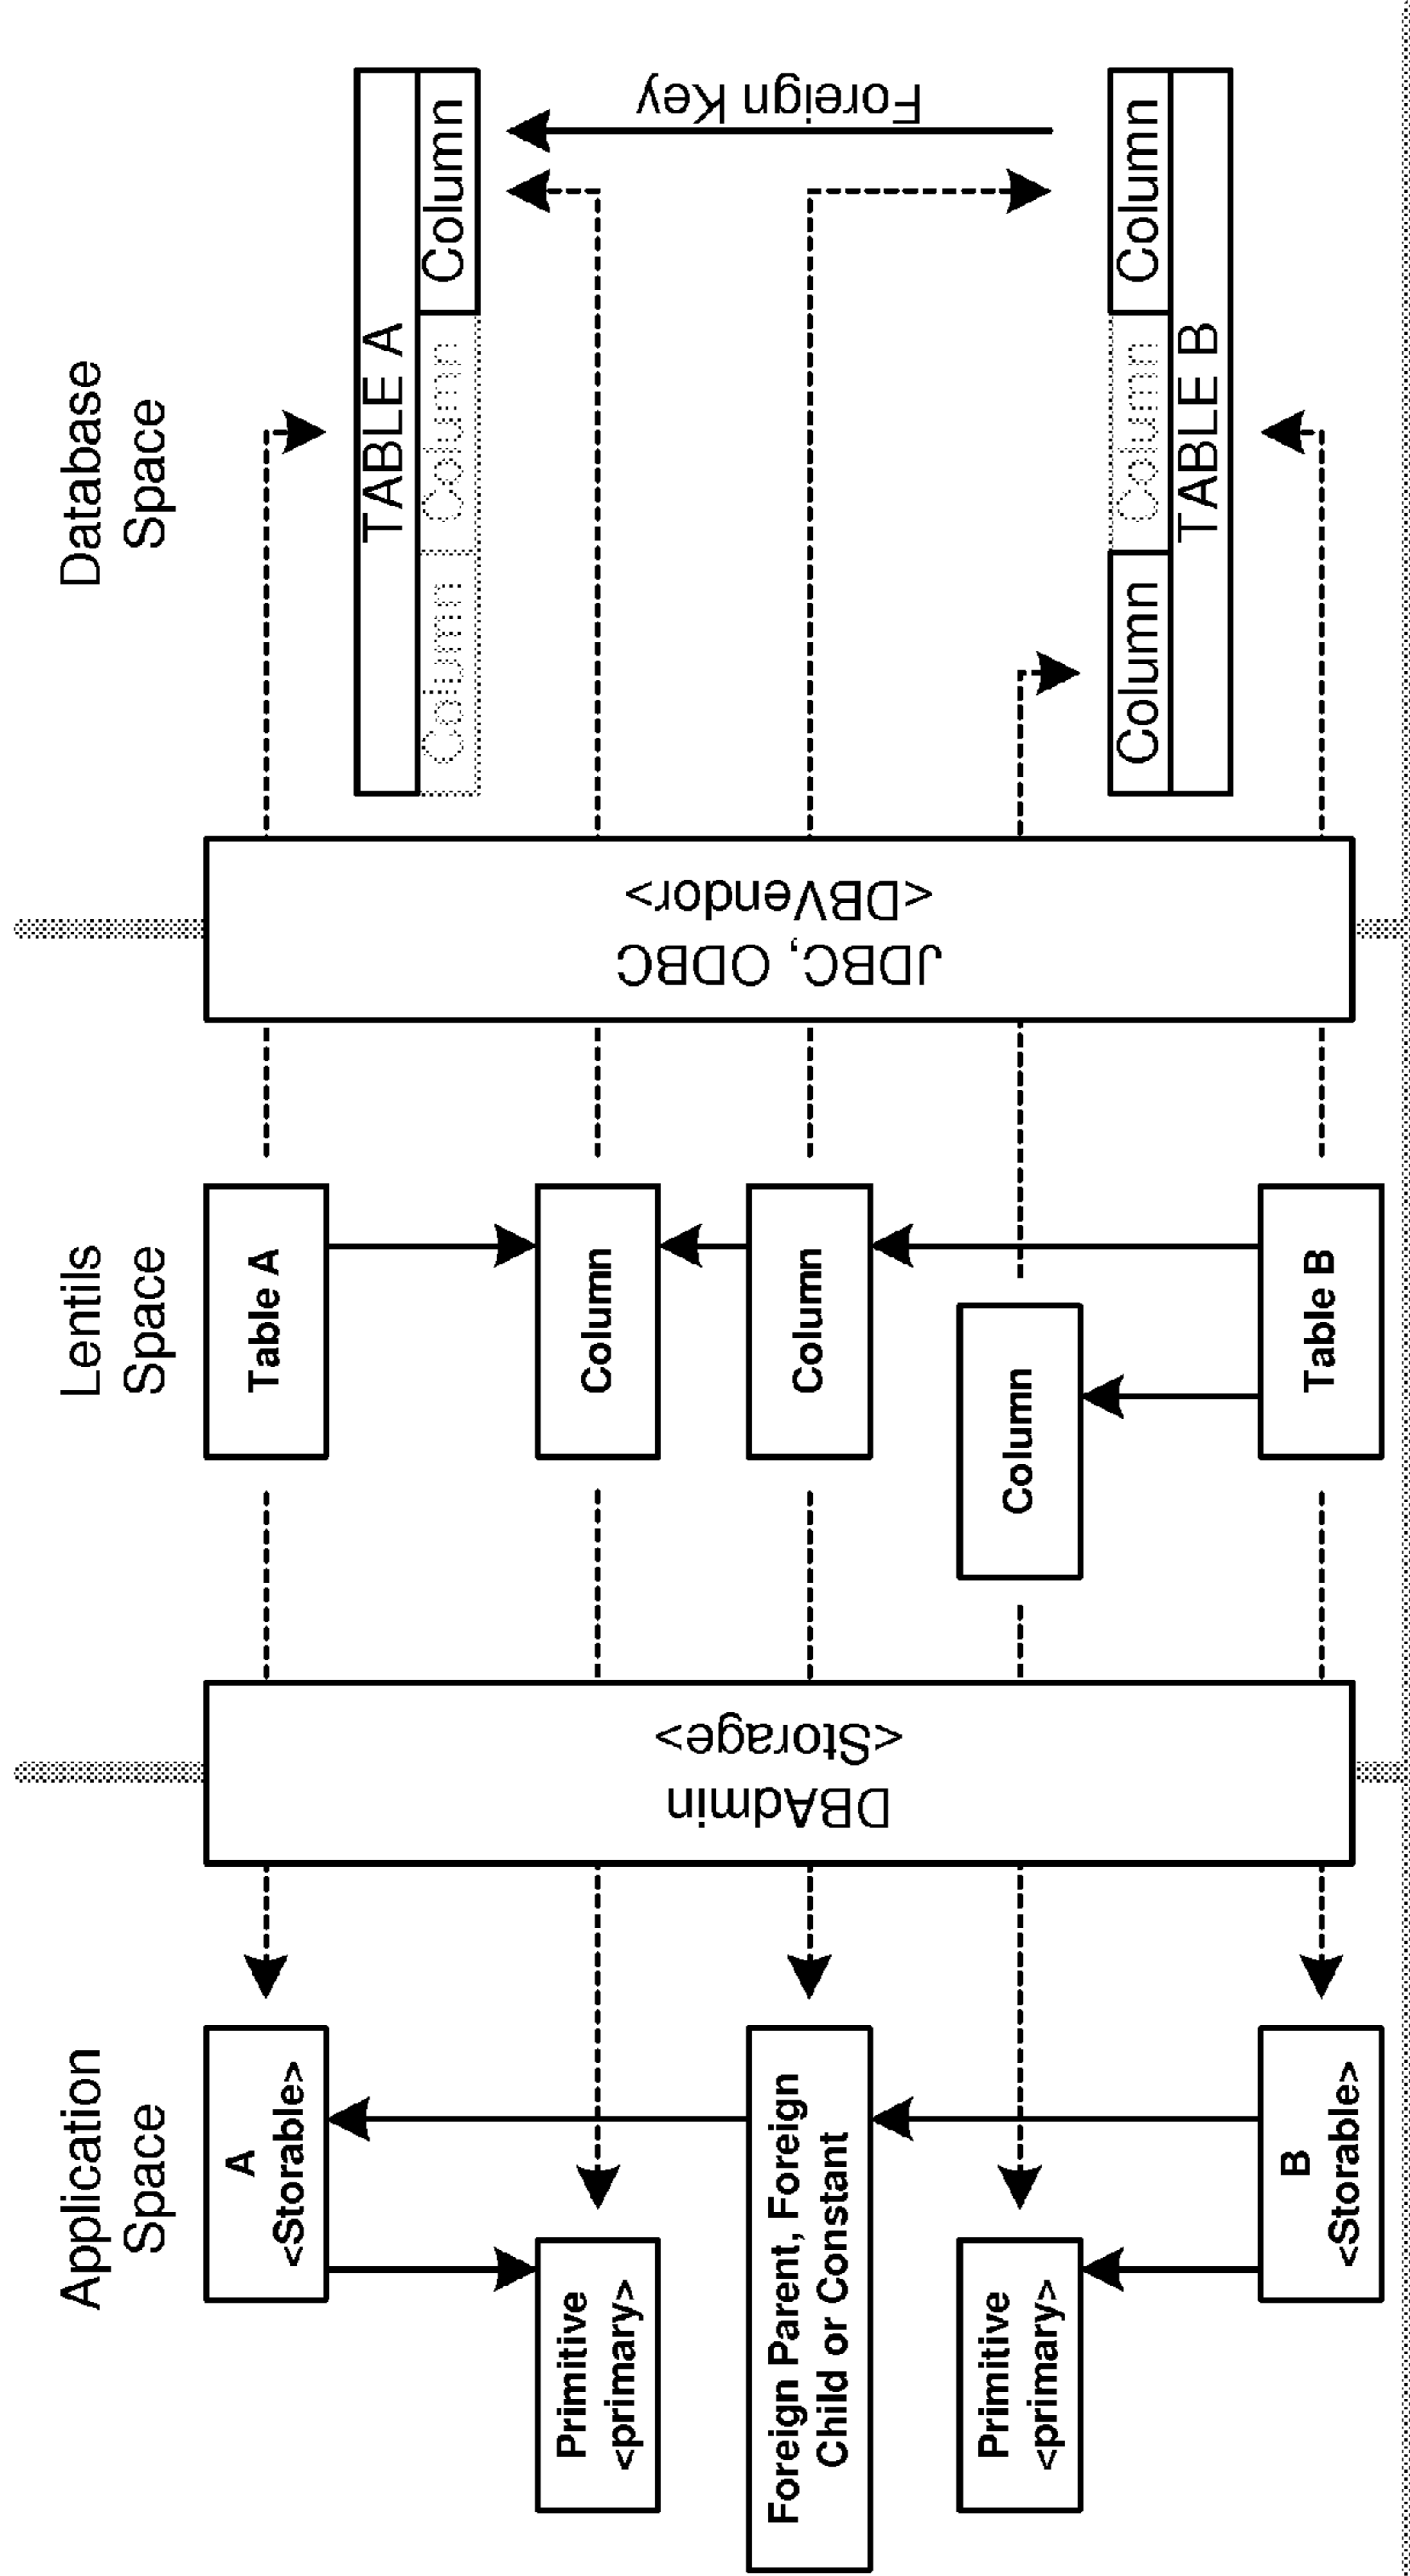 Application
Space
Lentils
Space
Database
Space
A
<Storable>
Primitive
<primary>
Foreign Parent, Foreign
Child or Constant
Primitive
<primary>
B
<Storable>
DBAdmin
<Storage>
Table A
Column
Column
Column
Table B
JDBC, ODBC
<DBVendor>
TABLE A
Column
Column
Column
Foreign Key
Column
Column
Column
TABLE B